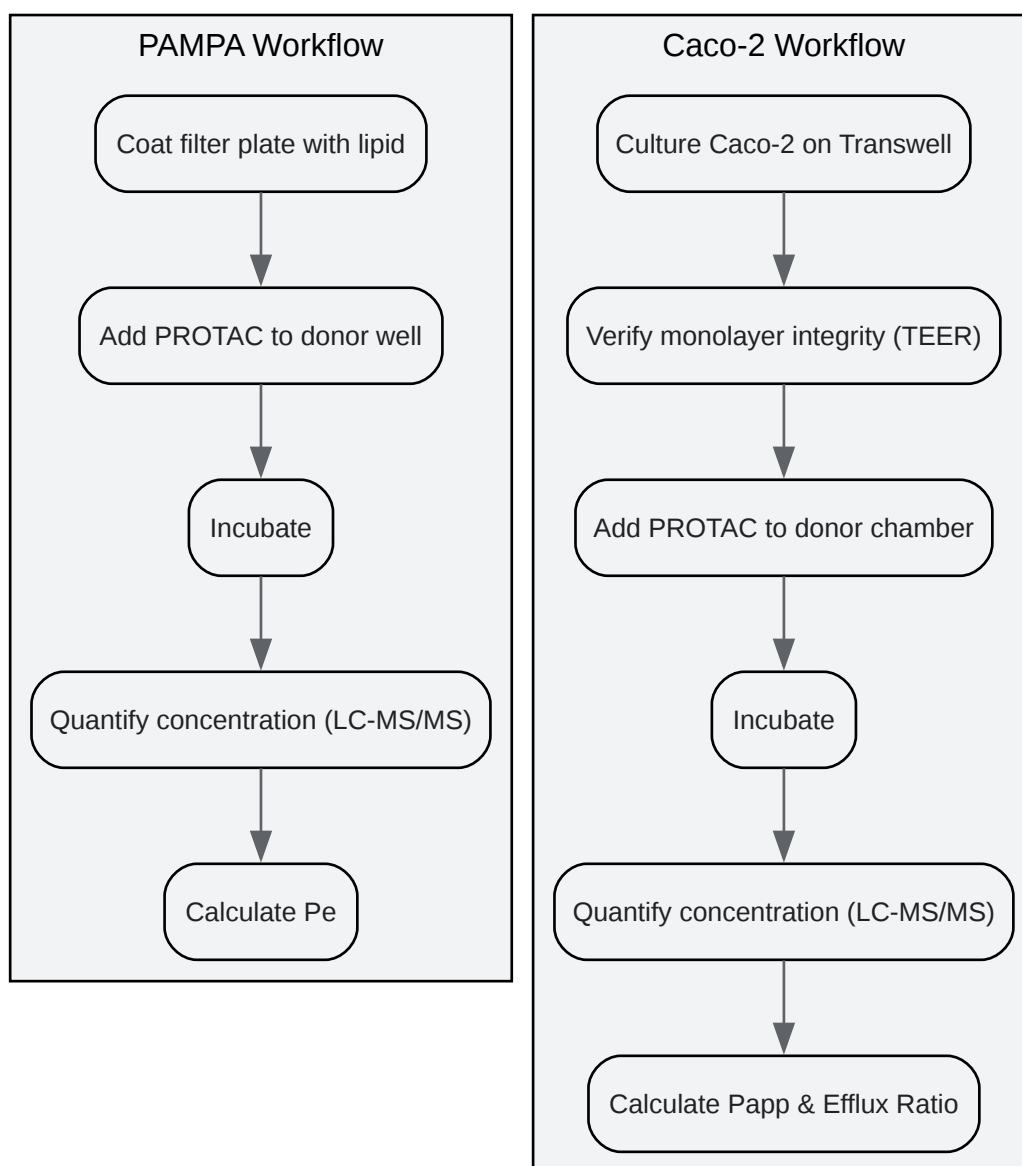 PAMPA Workflow
Coat filter plate with lipid
Add PROTAC to donor well
Incubate
Quantify concentration (LC-MS/MS)
Calculate Pe
Caco-2 Workflow
Culture Caco-2 on Transwell
Verify monolayer integrity (TEER)
Add PROTAC to donor chamber
Incubate
Quantify concentration (LC-MS/MS)
Calculate Papp & Efflux Ratio